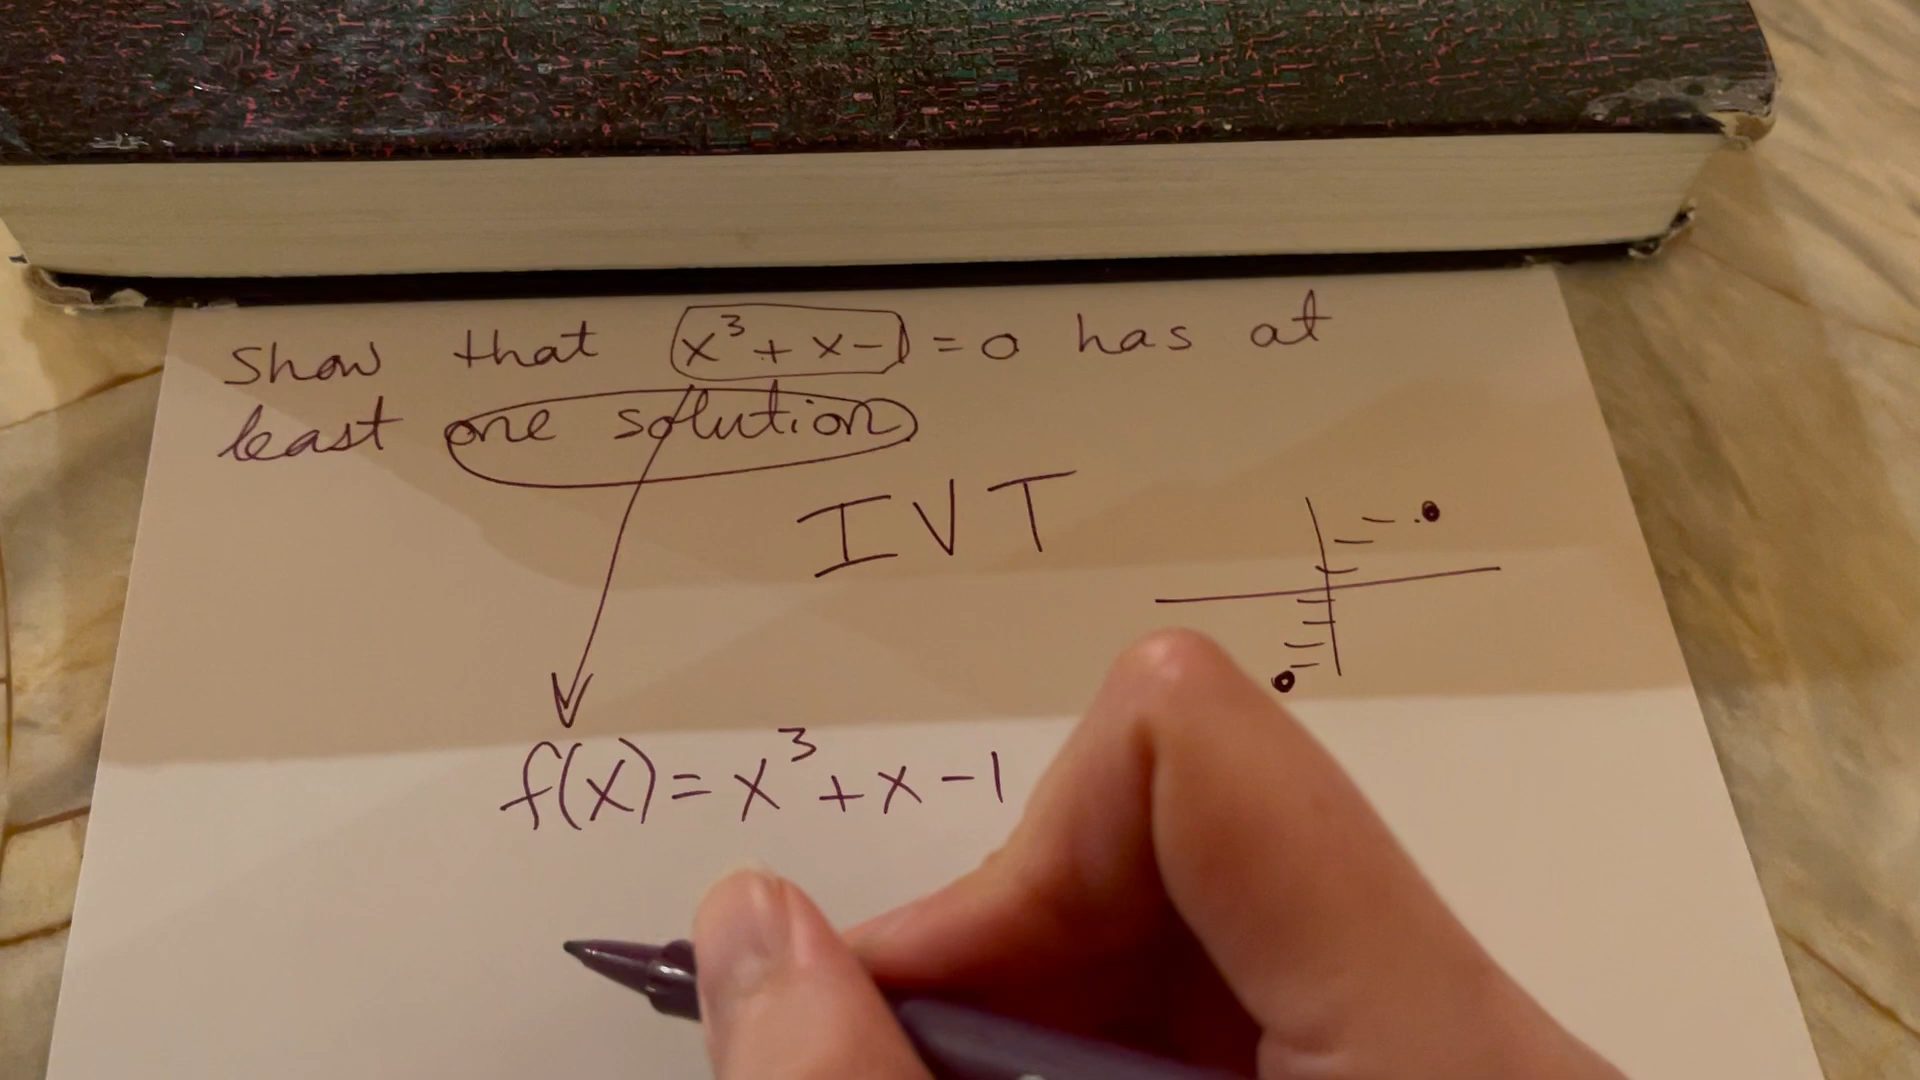 Show that x³ + x - 1 = 0 has at
least one solution
IVT
f(x) = x³ + x - 1